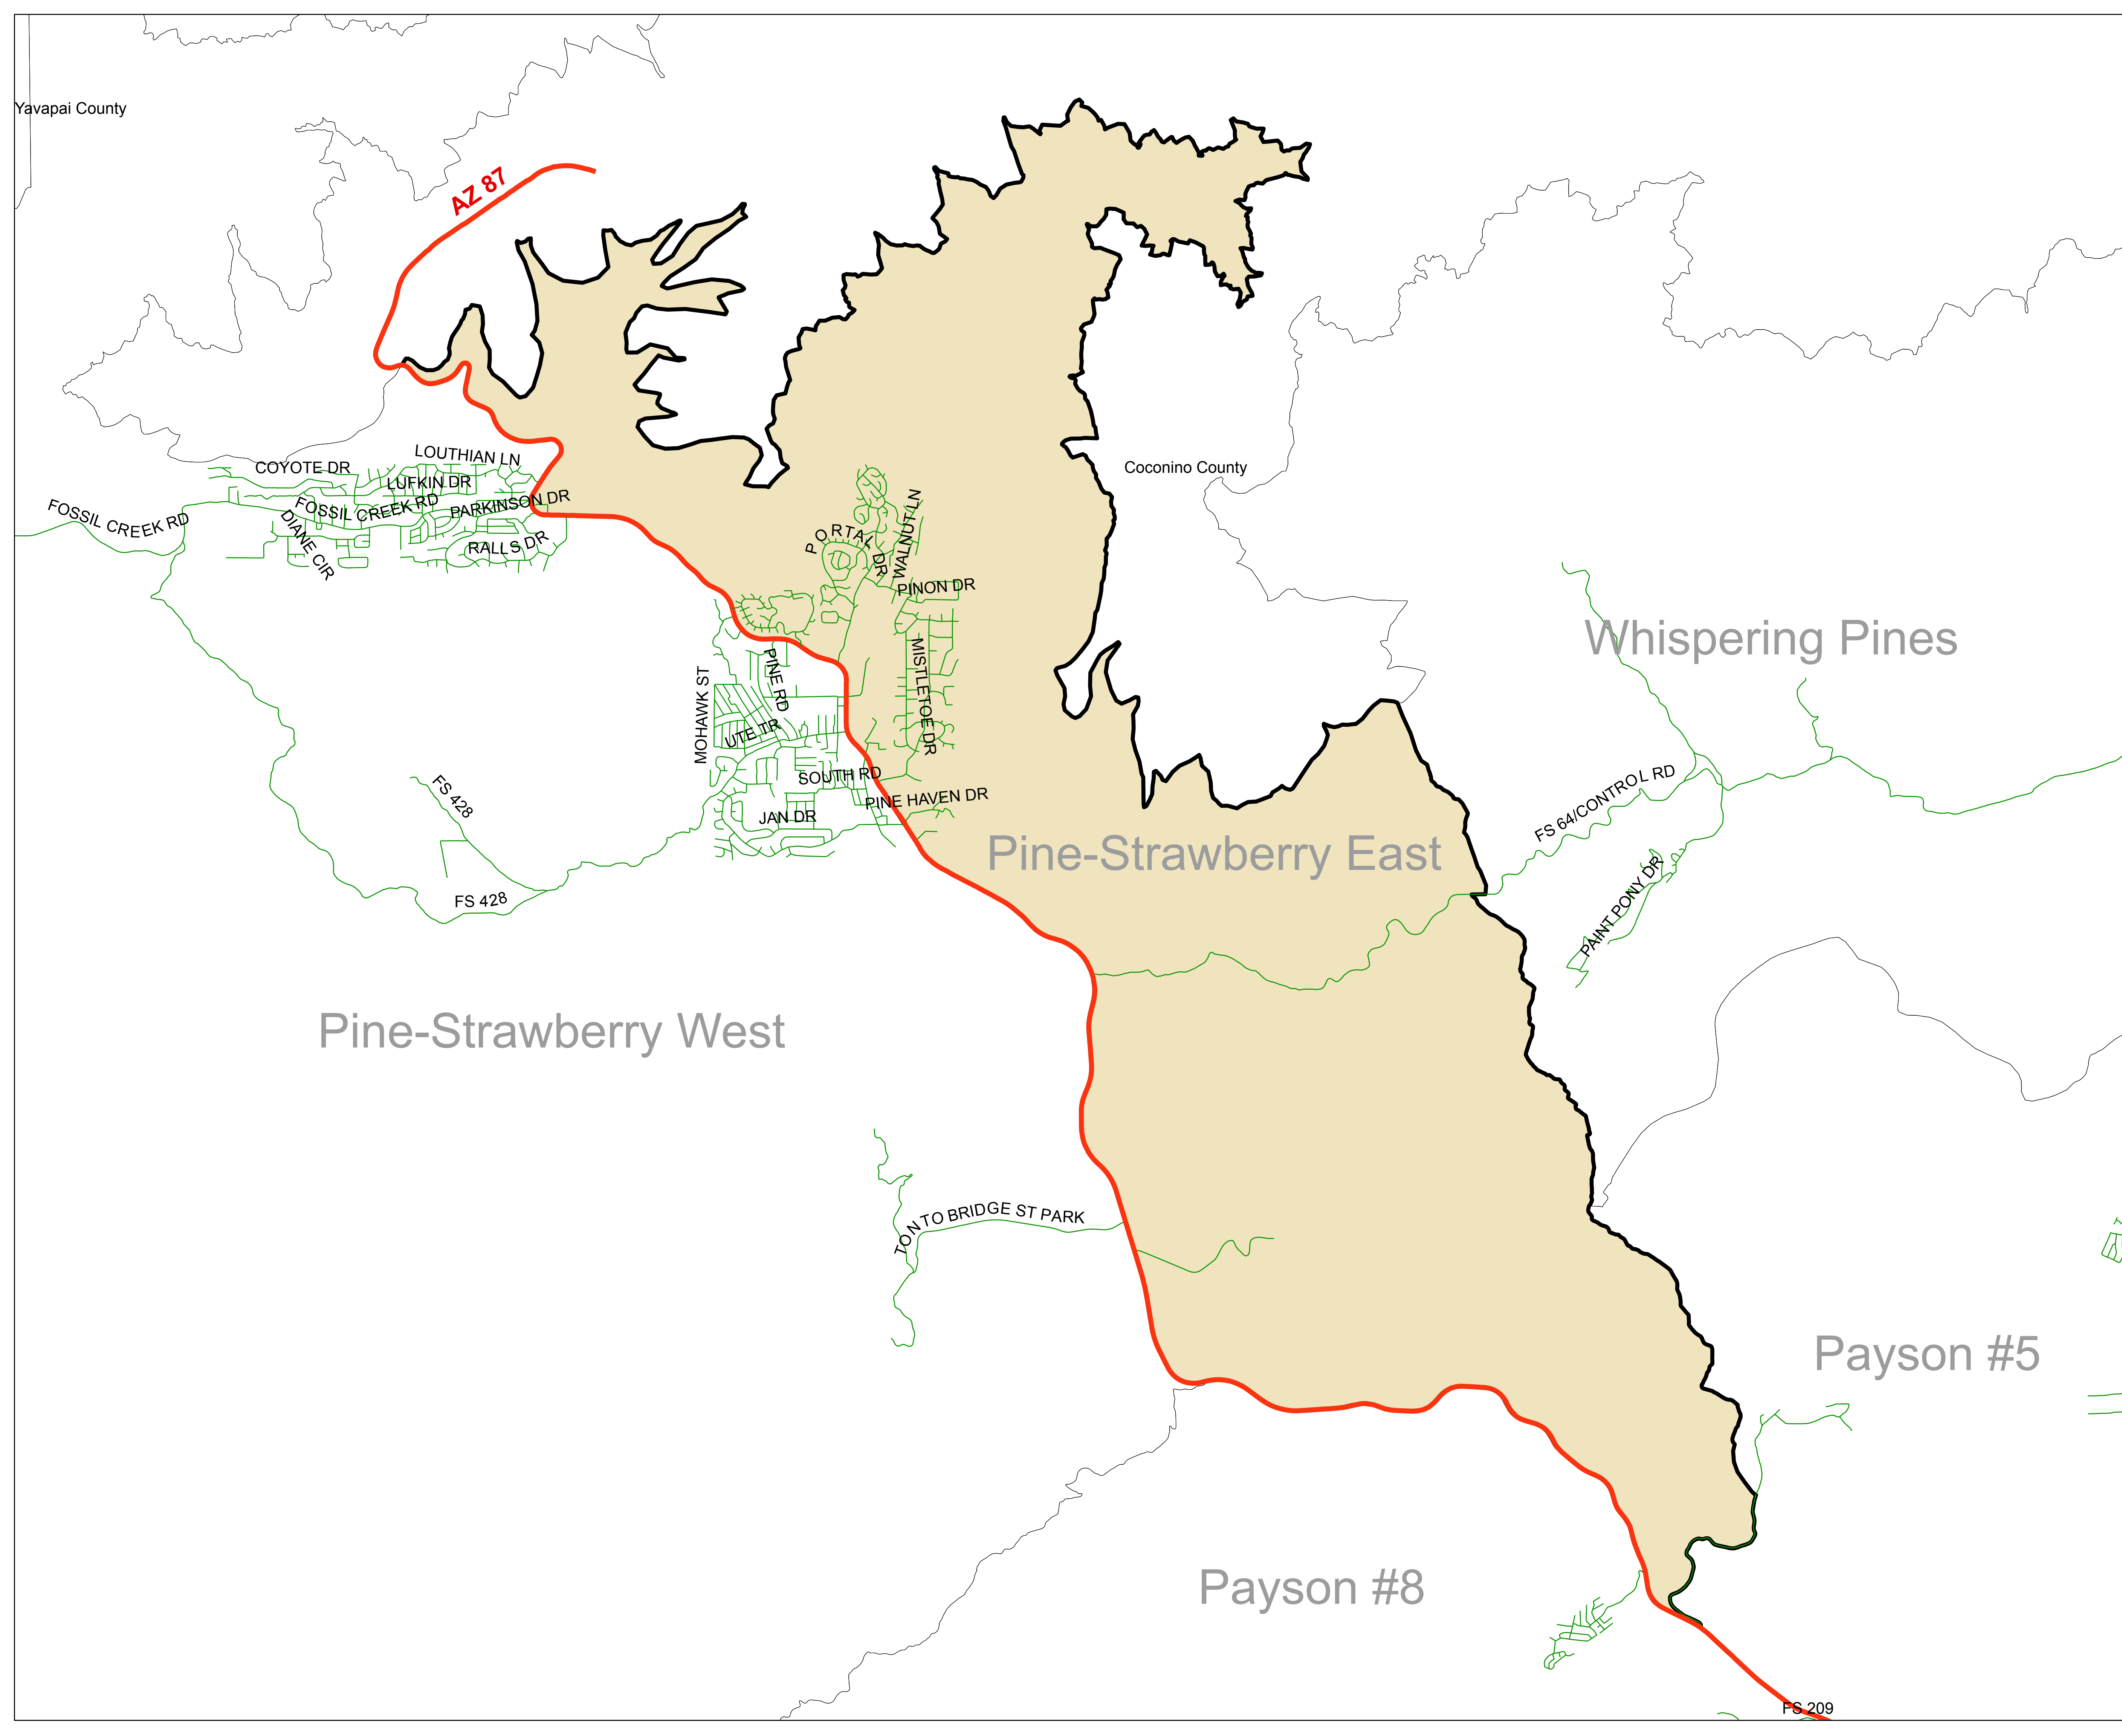 Yavapai County
AZ 87
Coconino County
LOUTHIAN LN
COYOTE DR
LUFKIN DR
FOSSIL CREEK RD
FOSSIL CREEK RD
PARKINSON DR
DIANE CIR
RALLS DR
PORTAL DR
WALNUT LN
PINON DR
Whispering Pines
MISTLETOE DR
PINE RD
MOHAWK ST
UTE TR
SOUTH RD
PINE HAVEN DR
JAN DR
FS 428
FS 64/CONTROL RD
Pine-Strawberry East
PAINT PONY DR
FS 428
Pine-Strawberry West
TONTO BRIDGE ST PARK
Payson #5
Payson #8
FS 209